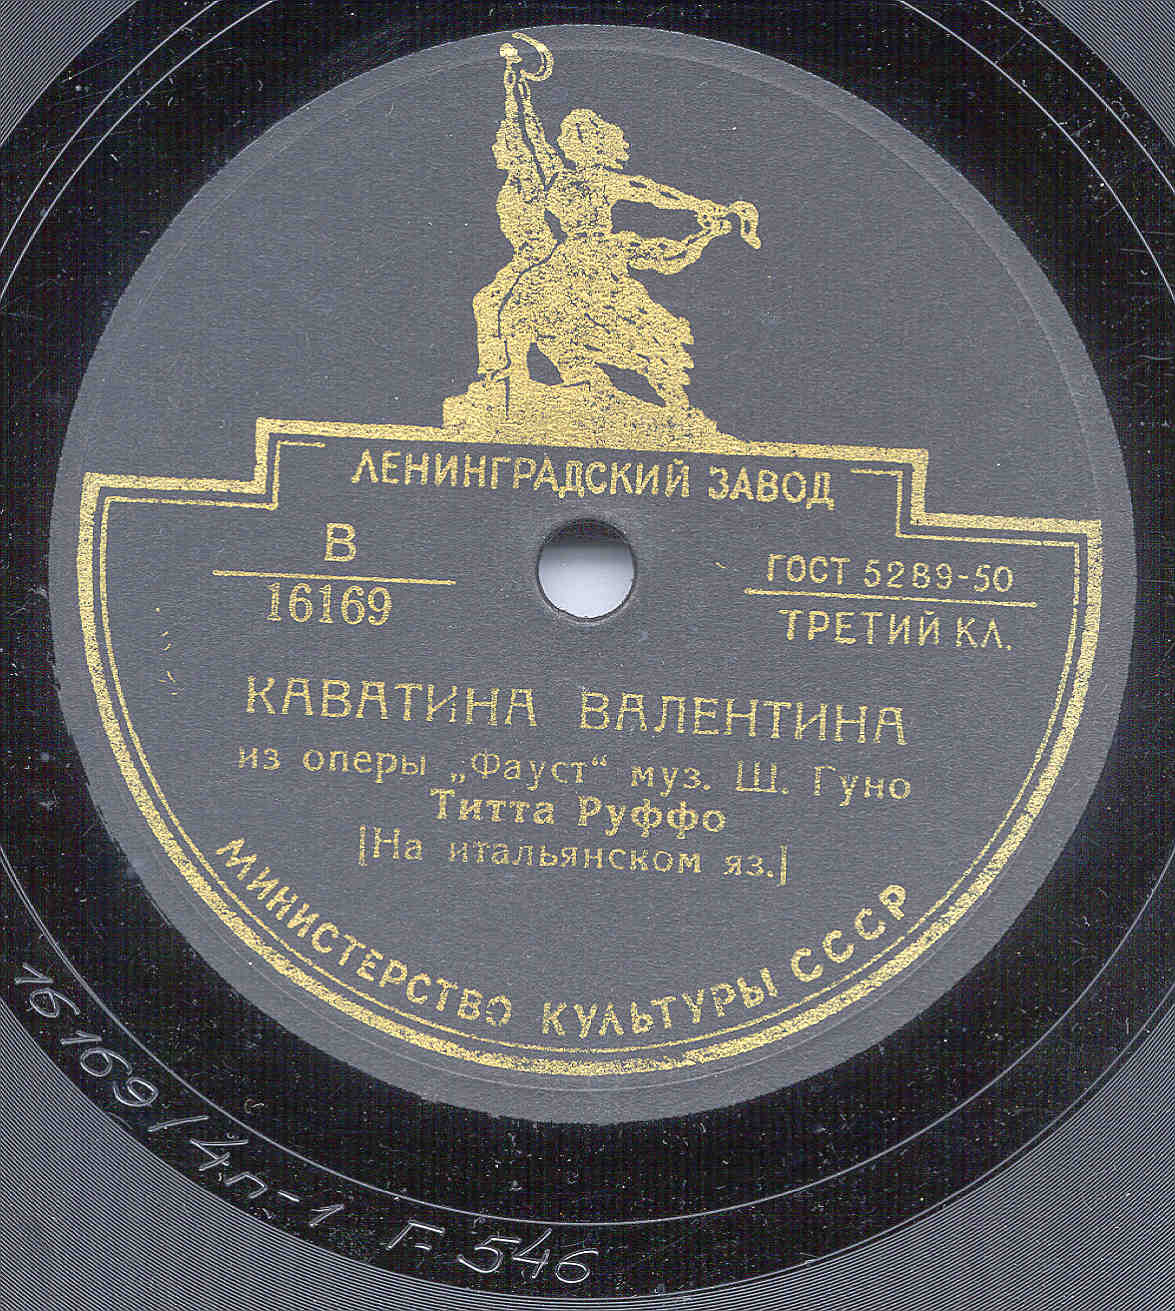 ЛЕНИНГРАДСКИЙ ЗАВОД
В
16169
ГОСТ 5289-50
ТРЕТИЙ КЛ.
КАВАТИНА ВАЛЕНТИНА
из оперы „Фауст“ муз. Ш. Гуно
Титта Руффо
[На итальянском яз.]
МИНИСТЕРСТВО КУЛЬТУРЫ СССР
16169/4п-1 Г-546